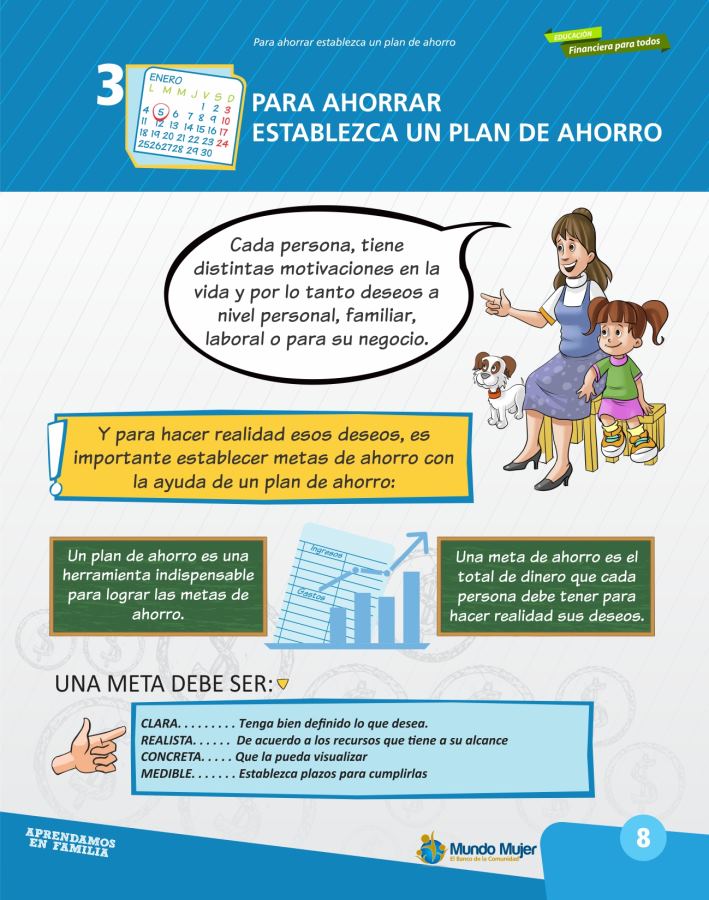 Para ahorrar establezca un plan de ahorro
EDUCACIÓN
Financiera para todos
3
ENERO
L M M J V S D
1 2 3
4 5 6 7 8 9 10
11 12 13 14 15 16 17
18 19 20 21 22 23 24
25 26 27 28 29 30
PARA AHORRAR
ESTABLEZCA UN PLAN DE AHORRO
Cada persona, tiene
distintas motivaciones en la
vida y por lo tanto deseos a
nivel personal, familiar,
laboral o para su negocio.
Y para hacer realidad esos deseos, es
importante establecer metas de ahorro con
la ayuda de un plan de ahorro:
Un plan de ahorro es una
herramienta indispensable
para lograr las metas de
ahorro.
Ingresos
Gastos
Una meta de ahorro es el
total de dinero que cada
persona debe tener para
hacer realidad sus deseos.
UNA META DEBE SER:
CLARA. . . . . . . . . Tenga bien definido lo que desea.
REALISTA. . . . . . De acuerdo a los recursos que tiene a su alcance
CONCRETA. . . . . Que la pueda visualizar
MEDIBLE. . . . . . . Establezca plazos para cumplirlas
APRENDAMOS
EN FAMILIA
Mundo Mujer
El Banco de la Comunidad
8